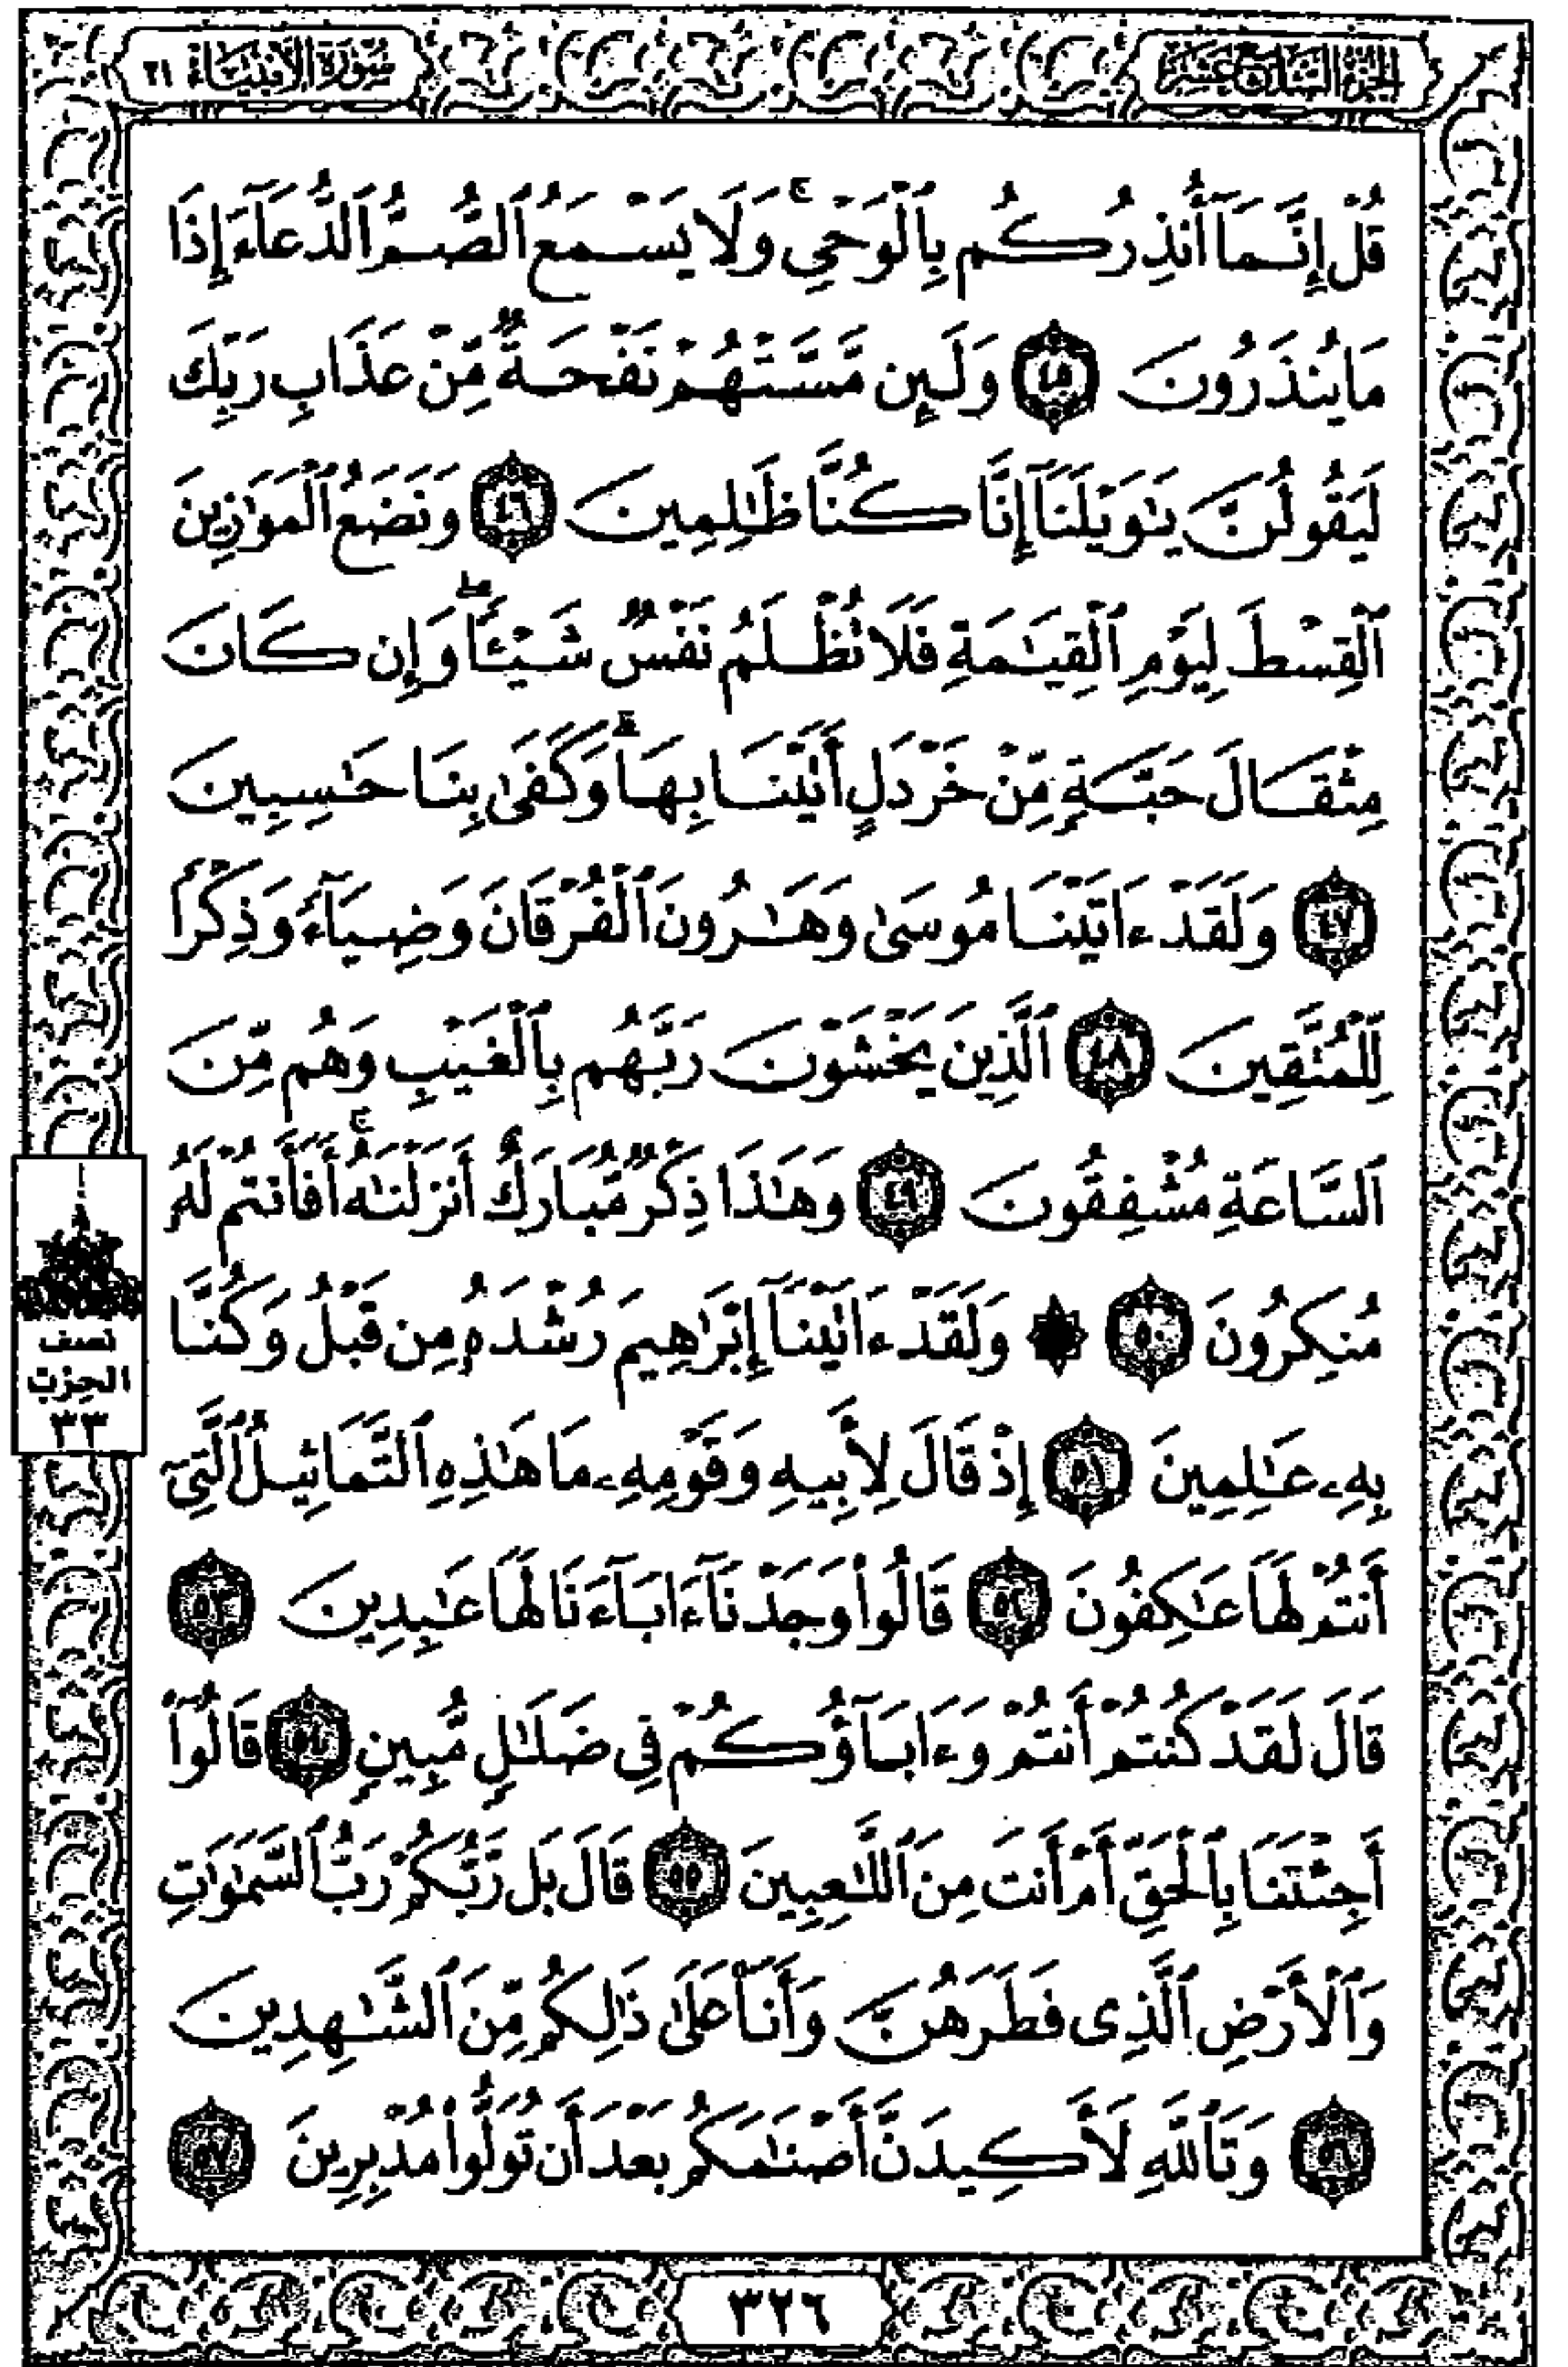 الجزء السابع عشر
سورة الأنبياء ٢١
قُلْ إِنَّمَآ أُنذِرُكُم بِٱلْوَحْىِ ۚ وَلَا يَسْمَعُ ٱلصُّمُّ ٱلدُّعَآءَ إِذَا
مَا يُنذَرُونَ ﴿٤٥﴾ وَلَئِن مَّسَّتْهُمْ نَفْحَةٌ مِّنْ عَذَابِ رَبِّكَ
لَيَقُولُنَّ يَٰوَيْلَنَآ إِنَّا كُنَّا ظَٰلِمِينَ ﴿٤٦﴾ وَنَضَعُ ٱلْمَوَٰزِينَ
ٱلْقِسْطَ لِيَوْمِ ٱلْقِيَٰمَةِ فَلَا تُظْلَمُ نَفْسٌ شَيْـًٔا ۖ وَإِن كَانَ
مِثْقَالَ حَبَّةٍ مِّنْ خَرْدَلٍ أَتَيْنَا بِهَا ۗ وَكَفَىٰ بِنَا حَٰسِبِينَ
﴿٤٧﴾ وَلَقَدْ ءَاتَيْنَا مُوسَىٰ وَهَٰرُونَ ٱلْفُرْقَانَ وَضِيَآءً وَذِكْرًا
لِّلْمُتَّقِينَ ﴿٤٨﴾ ٱلَّذِينَ يَخْشَوْنَ رَبَّهُم بِٱلْغَيْبِ وَهُم مِّنَ
ٱلسَّاعَةِ مُشْفِقُونَ ﴿٤٩﴾ وَهَٰذَا ذِكْرٌ مُّبَارَكٌ أَنزَلْنَٰهُ ۚ أَفَأَنتُمْ لَهُۥ
مُنكِرُونَ ﴿٥٠﴾ ۞ وَلَقَدْ ءَاتَيْنَآ إِبْرَٰهِيمَ رُشْدَهُۥ مِن قَبْلُ وَكُنَّا
بِهِۦ عَٰلِمِينَ ﴿٥١﴾ إِذْ قَالَ لِأَبِيهِ وَقَوْمِهِۦ مَا هَٰذِهِ ٱلتَّمَاثِيلُ ٱلَّتِىٓ
أَنتُمْ لَهَا عَٰكِفُونَ ﴿٥٢﴾ قَالُوا۟ وَجَدْنَآ ءَابَآءَنَا لَهَا عَٰبِدِينَ ﴿٥٣﴾
قَالَ لَقَدْ كُنتُمْ أَنتُمْ وَءَابَآؤُكُمْ فِى ضَلَٰلٍ مُّبِينٍ ﴿٥٤﴾ قَالُوٓا۟
أَجِئْتَنَا بِٱلْحَقِّ أَمْ أَنتَ مِنَ ٱللَّٰعِبِينَ ﴿٥٥﴾ قَالَ بَل رَّبُّكُمْ رَبُّ ٱلسَّمَٰوَٰتِ
وَٱلْأَرْضِ ٱلَّذِى فَطَرَهُنَّ وَأَنَا۠ عَلَىٰ ذَٰلِكُم مِّنَ ٱلشَّٰهِدِينَ
﴿٥٦﴾ وَتَٱللَّهِ لَأَكِيدَنَّ أَصْنَٰمَكُم بَعْدَ أَن تُوَلُّوا۟ مُدْبِرِينَ ﴿٥٧﴾
نصف
الحزب
٣٣
٣٢٦